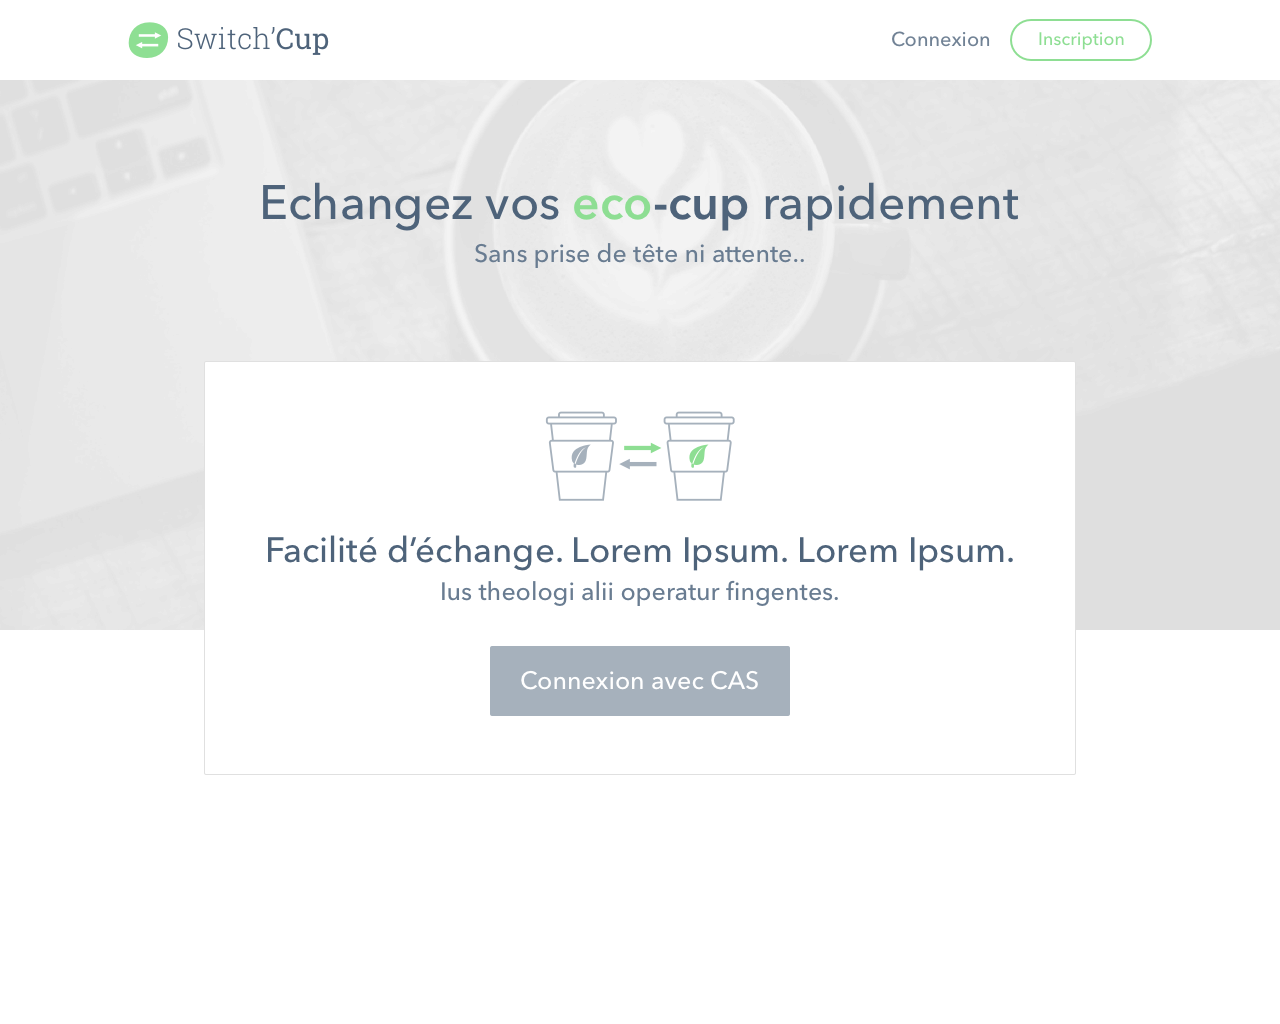 Switch’Cup
Connexion
Inscription
Echangez vos eco-cup rapidement
Sans prise de tête ni attente..
Facilité d’échange. Lorem Ipsum. Lorem Ipsum.
Ius theologi alii operatur fingentes.
Connexion avec CAS